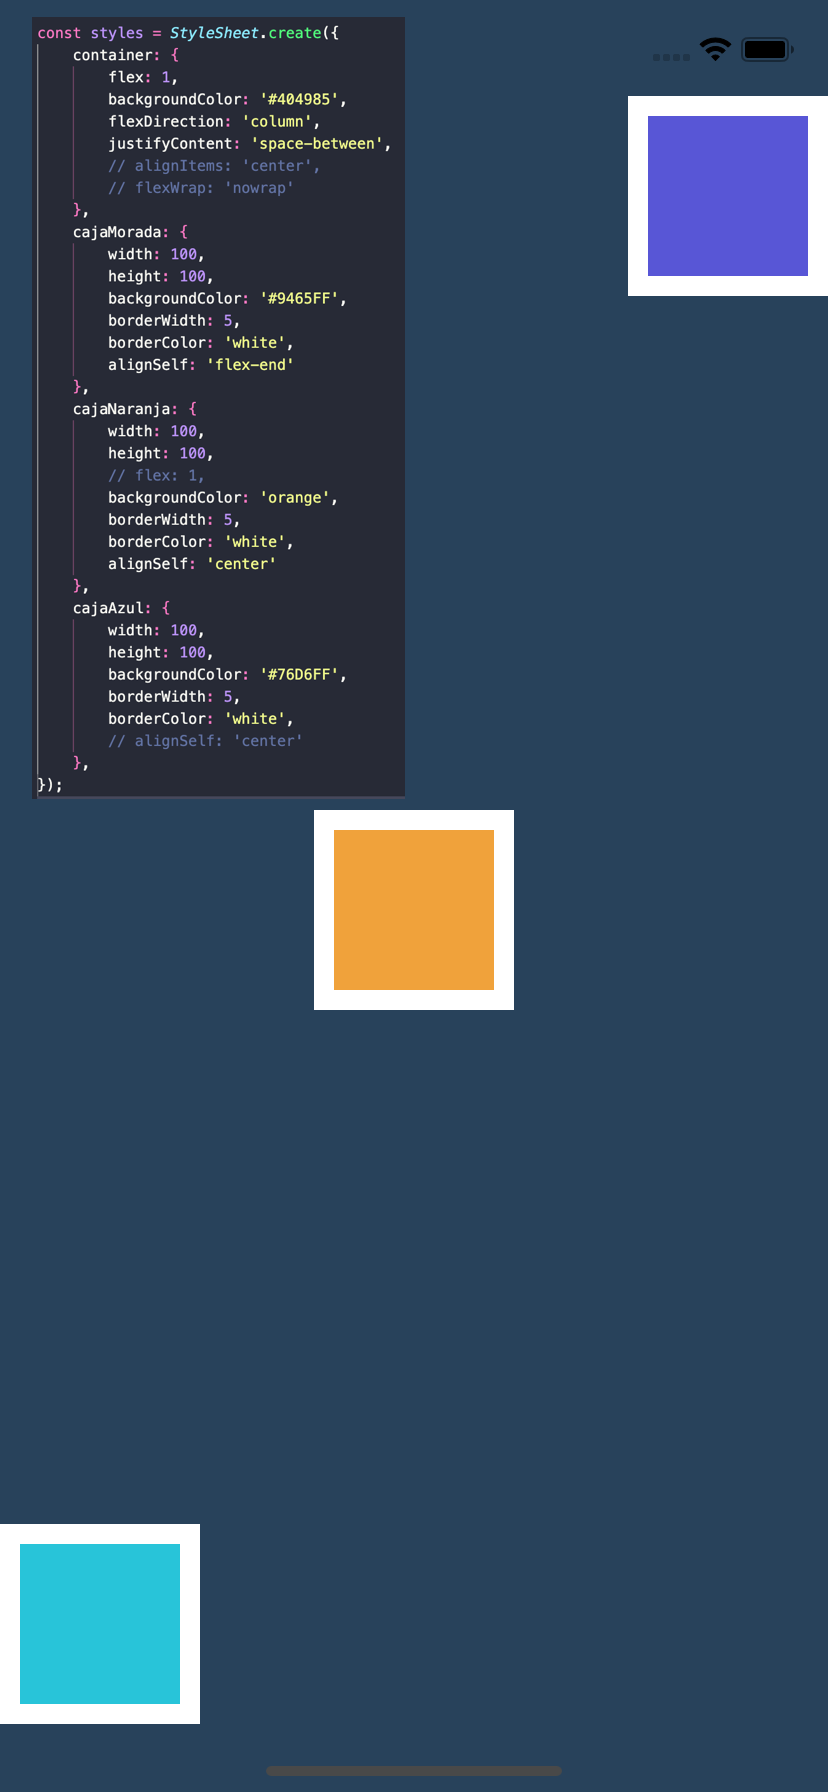 const styles = StyleSheet.create({
    container: {
        flex: 1,
        backgroundColor: '#404985',
        flexDirection: 'column',
        justifyContent: 'space-between',
        // alignItems: 'center',
        // flexWrap: 'nowrap'
    },
    cajaMorada: {
        width: 100,
        height: 100,
        backgroundColor: '#9465FF',
        borderWidth: 5,
        borderColor: 'white',
        alignSelf: 'flex-end'
    },
    cajaNaranja: {
        width: 100,
        height: 100,
        // flex: 1,
        backgroundColor: 'orange',
        borderWidth: 5,
        borderColor: 'white',
        alignSelf: 'center'
    },
    cajaAzul: {
        width: 100,
        height: 100,
        backgroundColor: '#76D6FF',
        borderWidth: 5,
        borderColor: 'white',
        // alignSelf: 'center'
    },
});